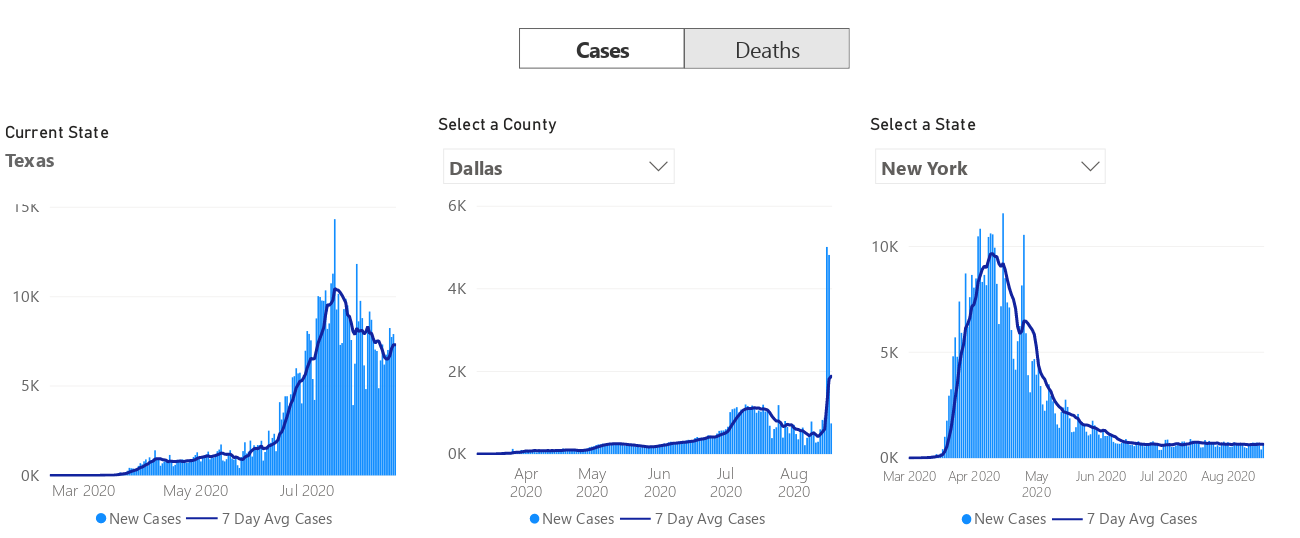 Cases
Deaths
Current State
Texas
15K
10K
5K
0K
Mar 2020 May 2020 Jul 2020
New Cases 7 Day Avg Cases
Select a County
Dallas
6K
4K
2K
0K
Apr 2020 May 2020 Jun 2020 Jul 2020 Aug 2020
New Cases 7 Day Avg Cases
Select a State
New York
10K
5K
0K
Mar 2020 Apr 2020 May 2020 Jun 2020 Jul 2020 Aug 2020
New Cases 7 Day Avg Cases